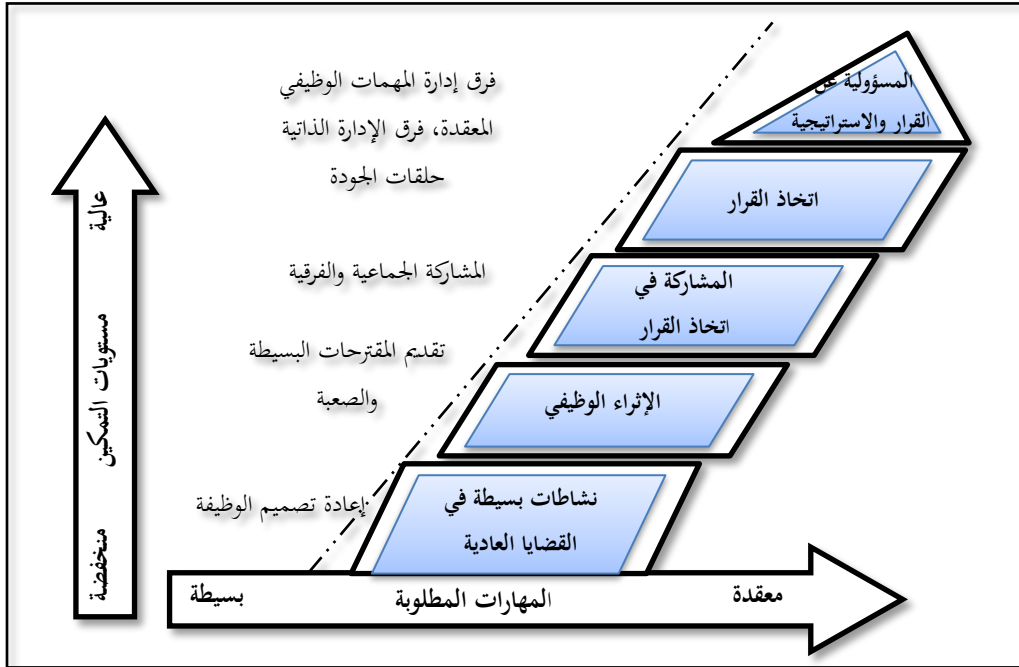 فرق إدارة المهمات الوظيفي
المعقدة، فرق الإدارة الذاتية
حلقات الجودة
المسؤولية عن
القرار والاستراتيجية
اتخاذ القرار
المشاركة الجماعية والفرقية
المشاركة في
اتخاذ القرار
تقديم المقترحات البسيطة
والصعبة
الإثراء الوظيفي
إعادة تصميم الوظيفة
نشاطات بسيطة في
القضايا العادية
عالية
مستويات التمكين
منخفضة
معقدة
المهارات المطلوبة
بسيطة